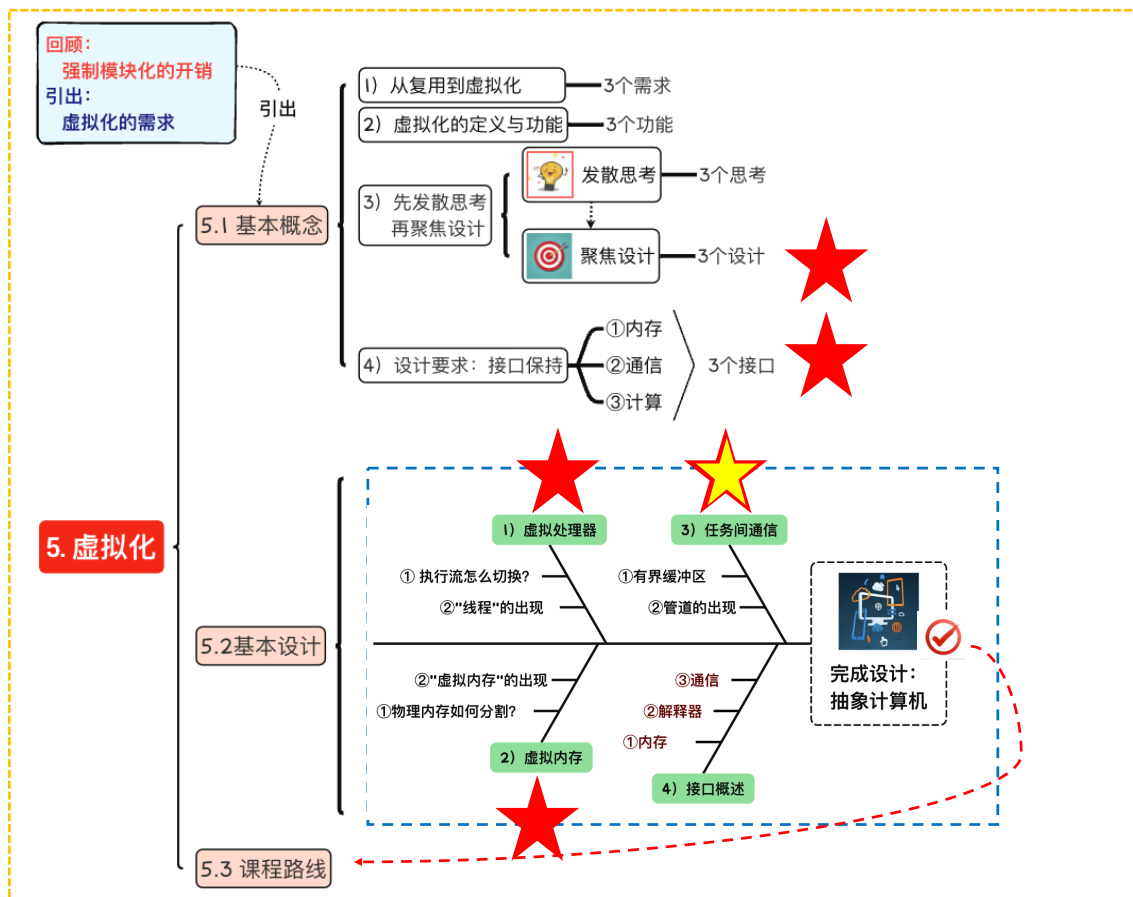 回顾：
强制模块化的开销
引出：
虚拟化的需求
引出
1）从复用到虚拟化
3个需求
2）虚拟化的定义与功能
3个功能
3）先发散思考
再聚焦设计
发散思考
3个思考
聚焦设计
3个设计
5.1 基本概念
4）设计要求：接口保持
①内存
②通信
③计算
3个接口
5. 虚拟化
5.2基本设计
1）虚拟处理器
① 执行流怎么切换?
②"线程"的出现
3）任务间通信
①有界缓冲区
②管道的出现
②"虚拟内存"的出现
①物理内存如何分割?
2）虚拟内存
③通信
②解释器
①内存
4）接口概述
完成设计：
抽象计算机
5.3 课程路线